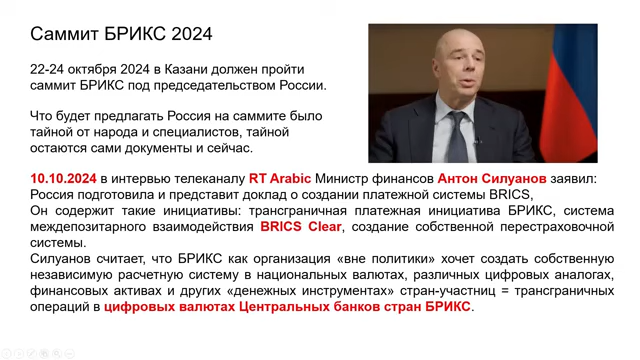 Саммит БРИКС 2024
22-24 октября 2024 в Казани должен пройти
саммит БРИКС под председательством России.
Что будет предлагать Россия на саммите было
тайной от народа и специалистов, тайной
остаются сами документы и сейчас.
10.10.2024 в интервью телеканалу RT Arabic Министр финансов Антон Силуанов заявил:
Россия подготовила и представит доклад о создании платежной системы BRICS,
Он содержит такие инициативы: трансграничная платежная инициатива БРИКС, система
междепозитарного взаимодействия BRICS Clear, создание собственной перестраховочной
системы.
Силуанов считает, что БРИКС как организация «вне политики» хочет создать собственную
независимую расчетную систему в национальных валютах, различных цифровых аналогах,
финансовых активах и других «денежных инструментах» стран-участниц = трансграничных
операций в цифровых валютах Центральных банков стран БРИКС.